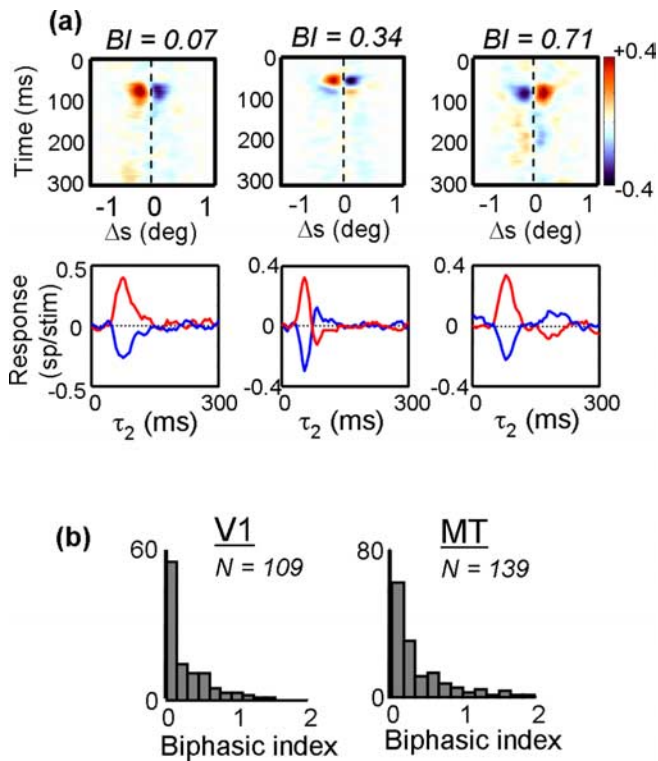 (a)
BI = 0.07
BI = 0.34
BI = 0.71
Time (ms)
0
100
200
300
0
100
200
300
0
100
200
300
+0.4
-0.4
-1 0 1
-1 0 1
-1 0 1
Δs (deg)
Δs (deg)
Δs (deg)
Response
(sp/stim)
0.5
0
-0.5
0.4
0
-0.4
0.4
0
-0.4
0 300
0 300
0 300
τ2 (ms)
τ2 (ms)
τ2 (ms)
(b)
V1
N = 109
60
0
0 1 2
Biphasic index
MT
N = 139
80
0
0 1 2
Biphasic index